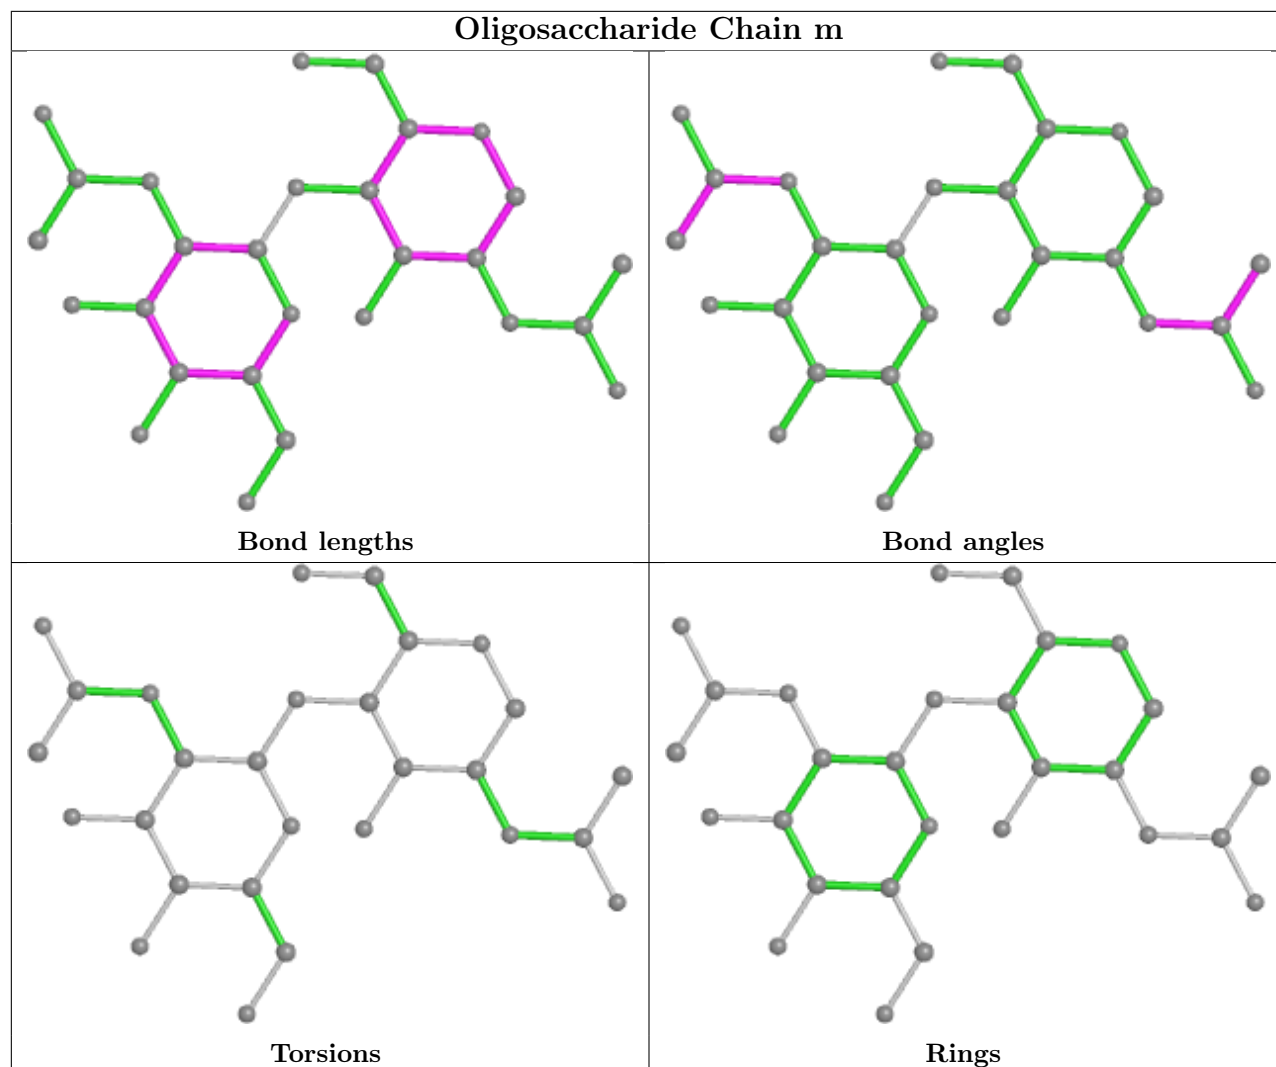 Oligosaccharide Chain m
Bond lengths
Bond angles
Torsions
Rings